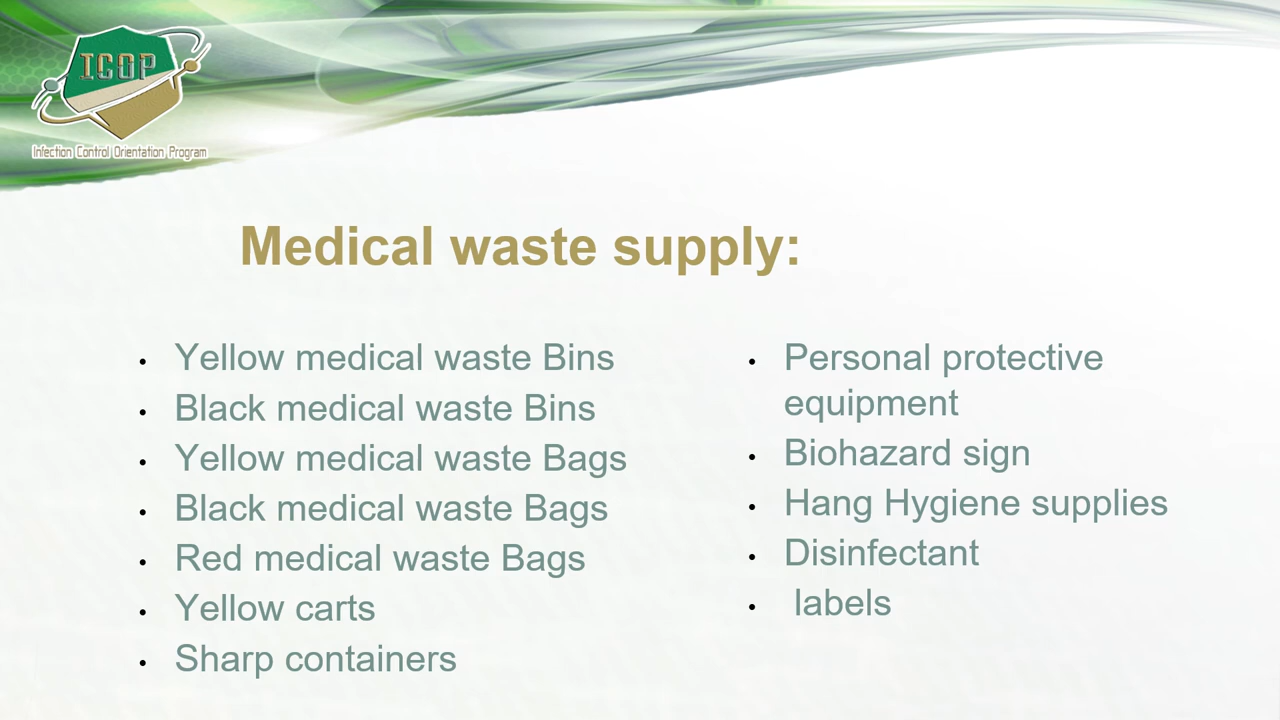 ICOP
Infection Control Orientation Program
Medical waste supply:
• Yellow medical waste Bins
• Black medical waste Bins
• Yellow medical waste Bags
• Black medical waste Bags
• Red medical waste Bags
• Yellow carts
• Sharp containers
• Personal protective
equipment
• Biohazard sign
• Hang Hygiene supplies
• Disinfectant
• labels